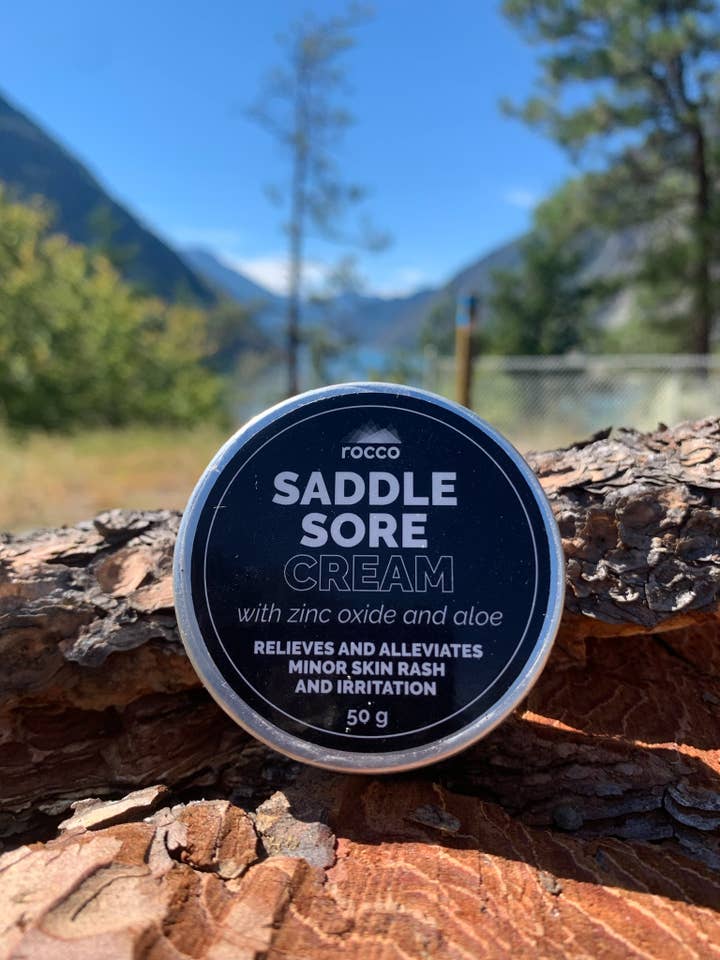 rocco
SADDLE
SORE
CREAM
with zinc oxide and aloe
RELIEVES AND ALLEVIATES
MINOR SKIN RASH
AND IRRITATION
50 g